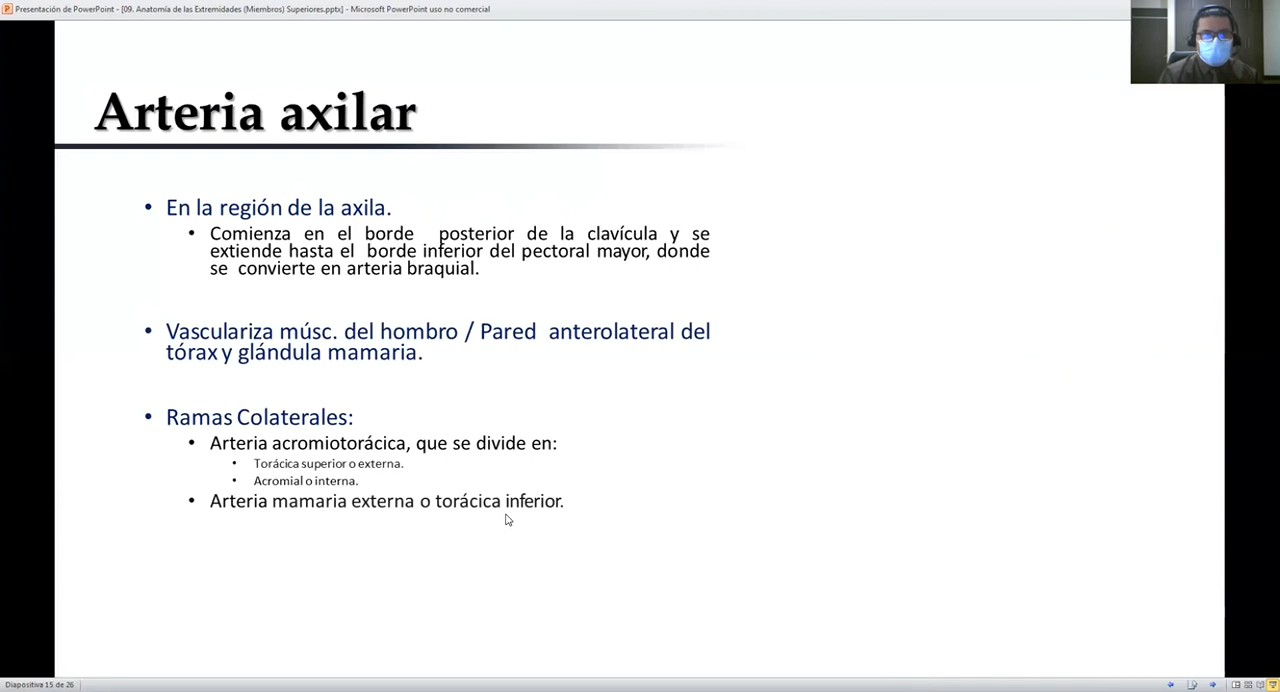 Presentación de PowerPoint - [09. Anatomía de las Extremidades (Miembros) Superiores.pptx] - Microsoft PowerPoint uso no comercial
Arteria axilar
• En la región de la axila.
• Comienza en el borde posterior de la clavícula y se
extiende hasta el borde inferior del pectoral mayor, donde
se convierte en arteria braquial.
• Vasculariza músc. del hombro / Pared anterolateral del
tórax y glándula mamaria.
• Ramas Colaterales:
• Arteria acromiotorácica, que se divide en:
• Torácica superior o externa.
• Acromial o interna.
• Arteria mamaria externa o torácica inferior.
Diapositiva 15 de 26